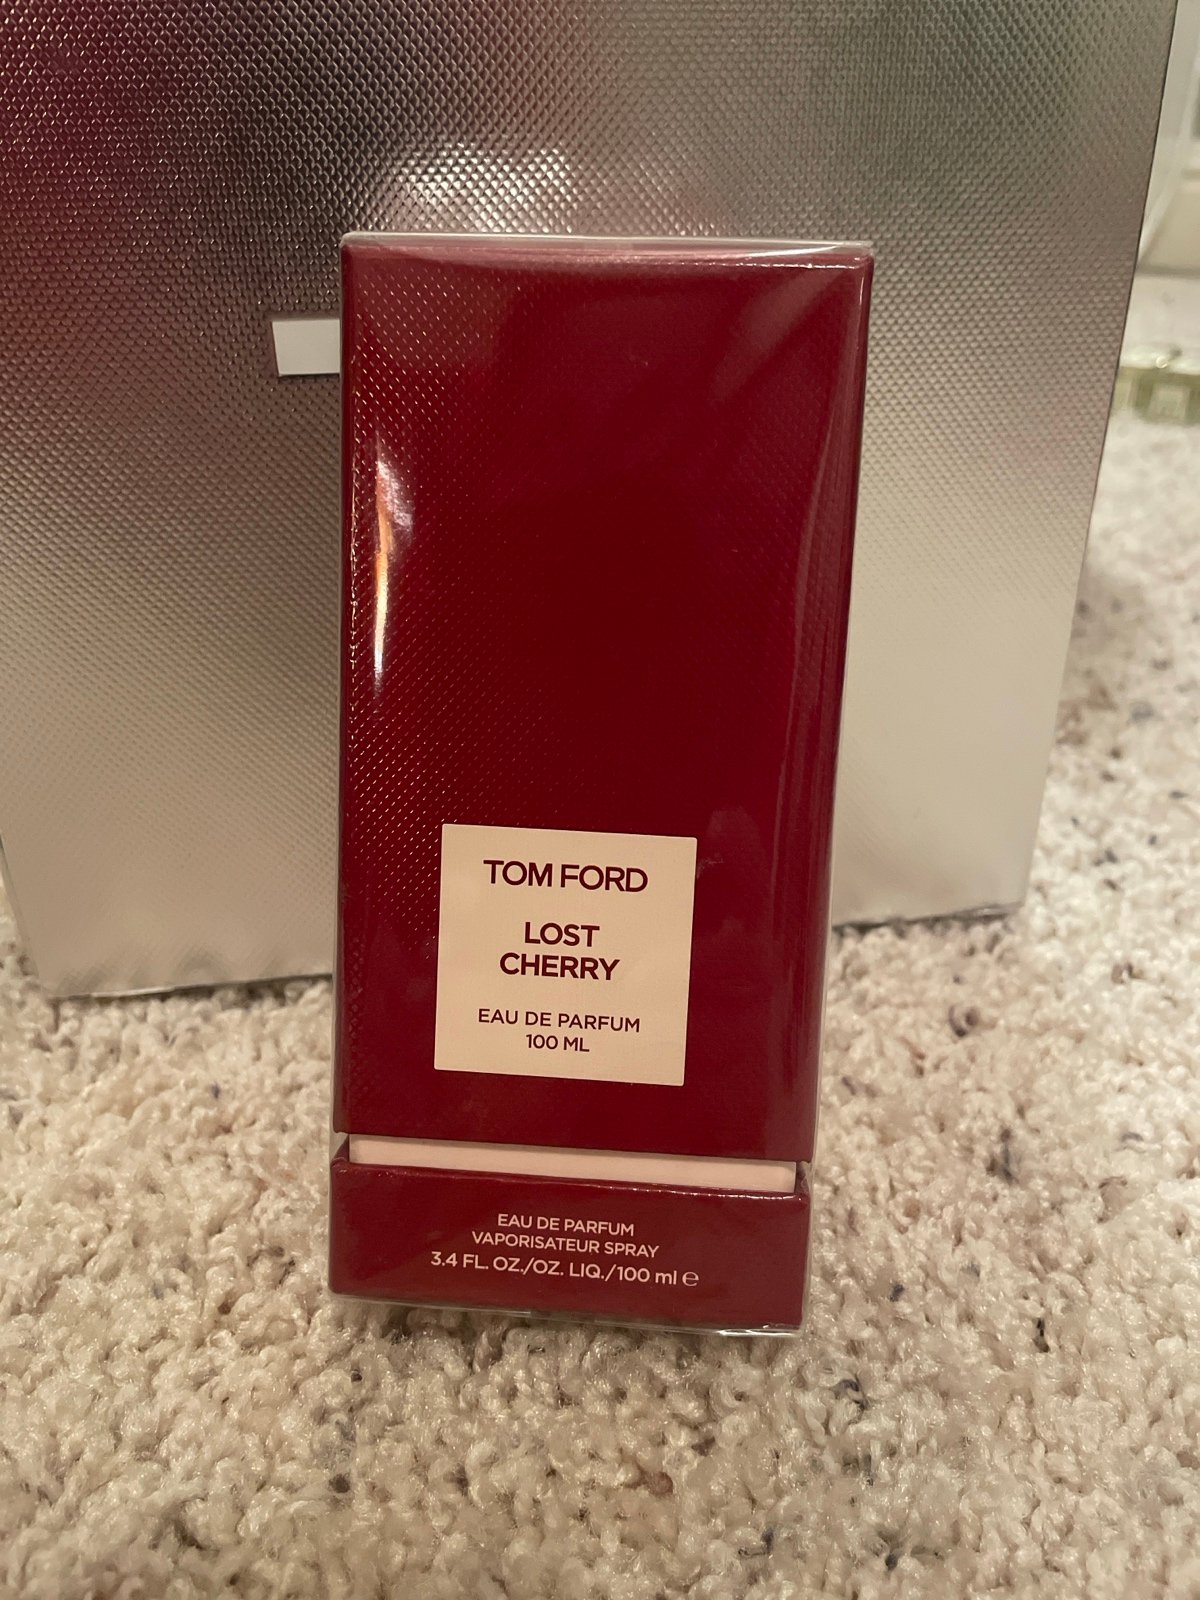 TOM FORD
LOST
CHERRY
EAU DE PARFUM
100 ML
EAU DE PARFUM
VAPORISATEUR SPRAY
3.4 FL. OZ./OZ. LIQ./100 ml ℮